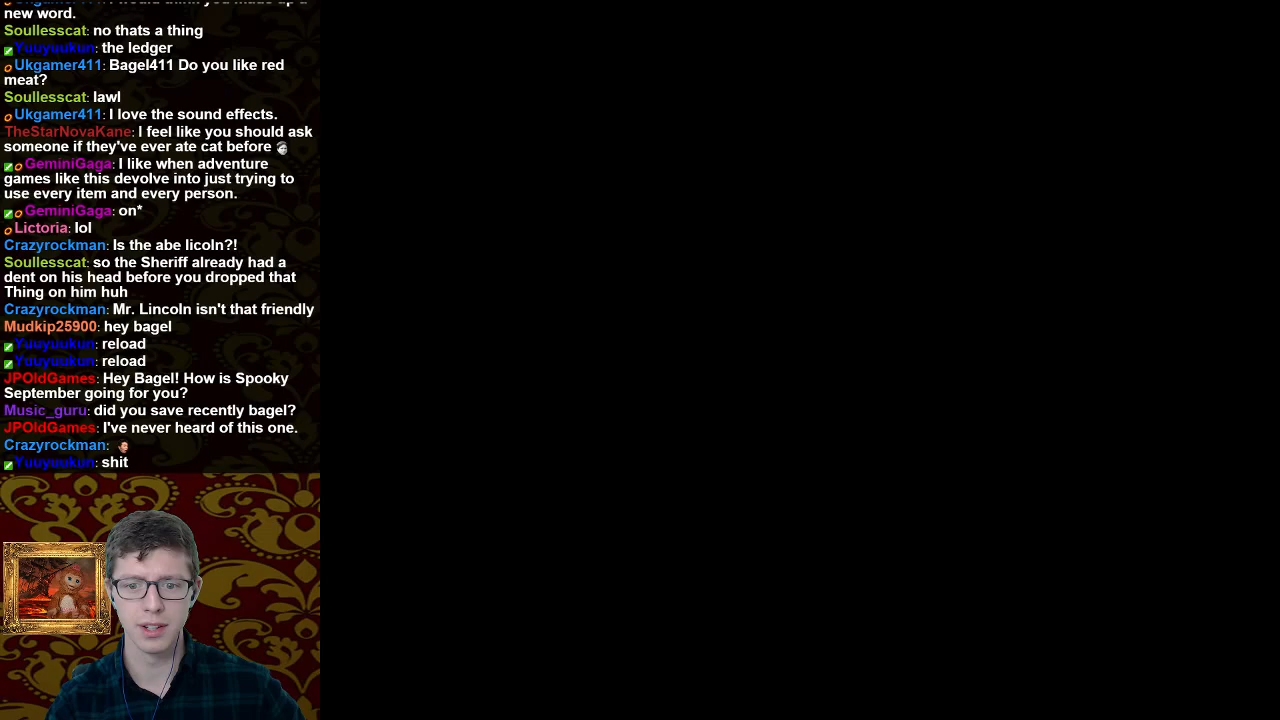 new word.
Soullesscat: no thats a thing
Yuuyuukun: the ledger
Ukgamer411: Bagel411 Do you like red
meat?
Soullesscat: lawl
Ukgamer411: I love the sound effects.
TheStarNovaKane: I feel like you should ask
someone if they've ever ate cat before
GeminiGaga: I like when adventure
games like this devolve into just trying to
use every item and every person.
GeminiGaga: on*
Lictoria: lol
Crazyrockman: Is the abe licoln?!
Soullesscat: so the Sheriff already had a
dent on his head before you dropped that
Thing on him huh
Crazyrockman: Mr. Lincoln isn't that friendly
Mudkip25900: hey bagel
Yuuyuukun: reload
Yuuyuukun: reload
JPOldGames: Hey Bagel! How is Spooky
September going for you?
Music_guru: did you save recently bagel?
JPOldGames: I've never heard of this one.
Crazyrockman:
Yuuyuukun: shit